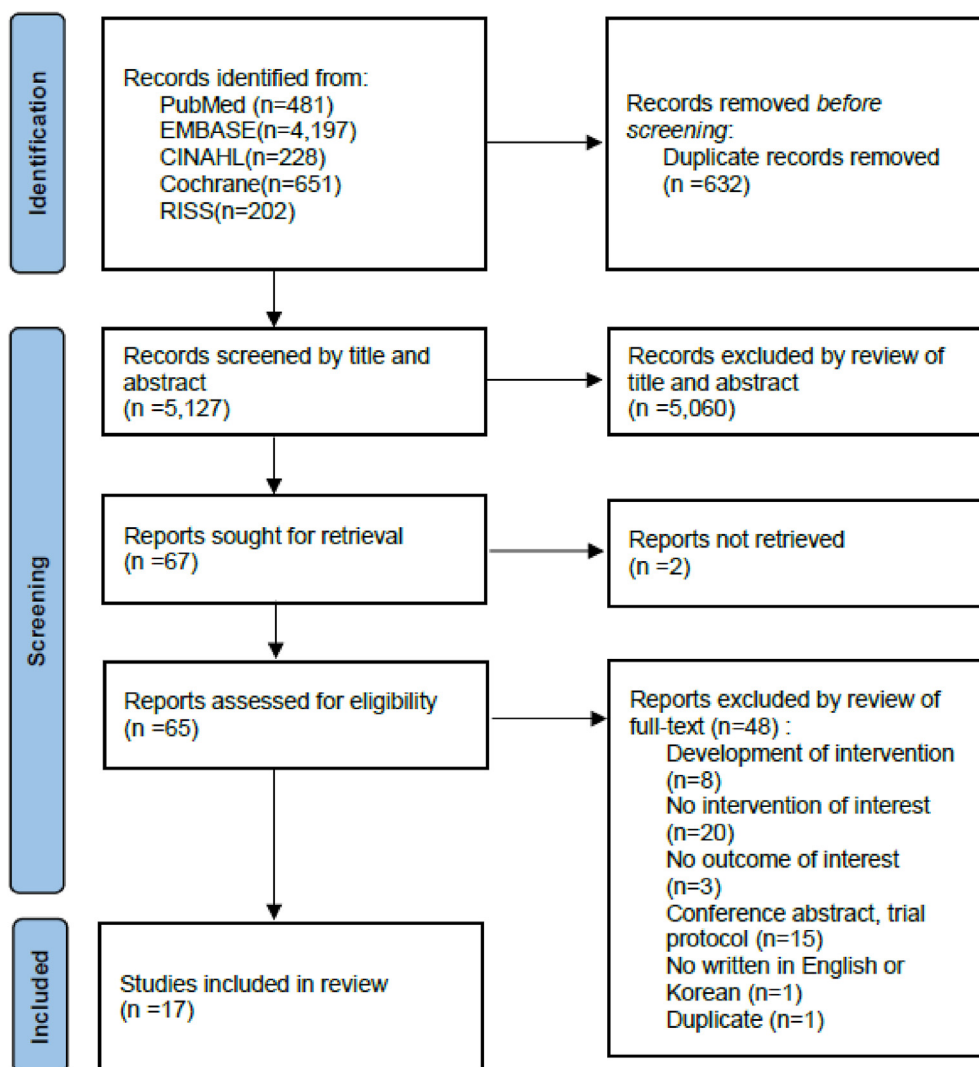 Identification
Records identified from:
PubMed (n=481)
EMBASE(n=4,197)
CINAHL(n=228)
Cochrane(n=651)
RISS(n=202)
Records removed before
screening:
Duplicate records removed
(n =632)
Screening
Records screened by title and
abstract
(n =5,127)
Records excluded by review of
title and abstract
(n =5,060)
Reports sought for retrieval
(n =67)
Reports not retrieved
(n =2)
Reports assessed for eligibility
(n =65)
Reports excluded by review of
full-text (n=48) :
Development of intervention
(n=8)
No intervention of interest
(n=20)
No outcome of interest
(n=3)
Conference abstract, trial
protocol (n=15)
No written in English or
Korean (n=1)
Duplicate (n=1)
Included
Studies included in review
(n =17)